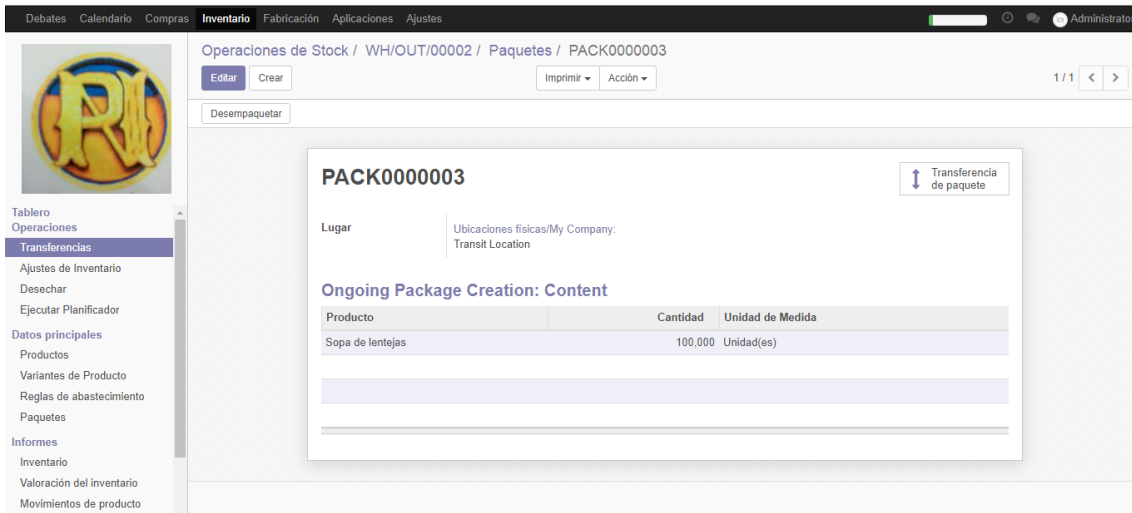 Debates Calendario Compras Inventario Fabricación Aplicaciones Ajustes Administrator
Operaciones de Stock / WH/OUT/00002 / Paquetes / PACK0000003
Editar Crear Imprimir Acción 1/1
Desempaquetar
RI
PACK0000003
Transferencia
de paquete
Lugar
Ubicaciones físicas/My Company:
Transit Location
Ongoing Package Creation: Content
Producto Cantidad Unidad de Medida
Sopa de lentejas 100,000 Unidad(es)
Tablero
Operaciones
Transferencias
Ajustes de Inventario
Desechar
Ejecutar Planificador
Datos principales
Productos
Variantes de Producto
Reglas de abastecimiento
Paquetes
Informes
Inventario
Valoración del inventario
Movimientos de producto